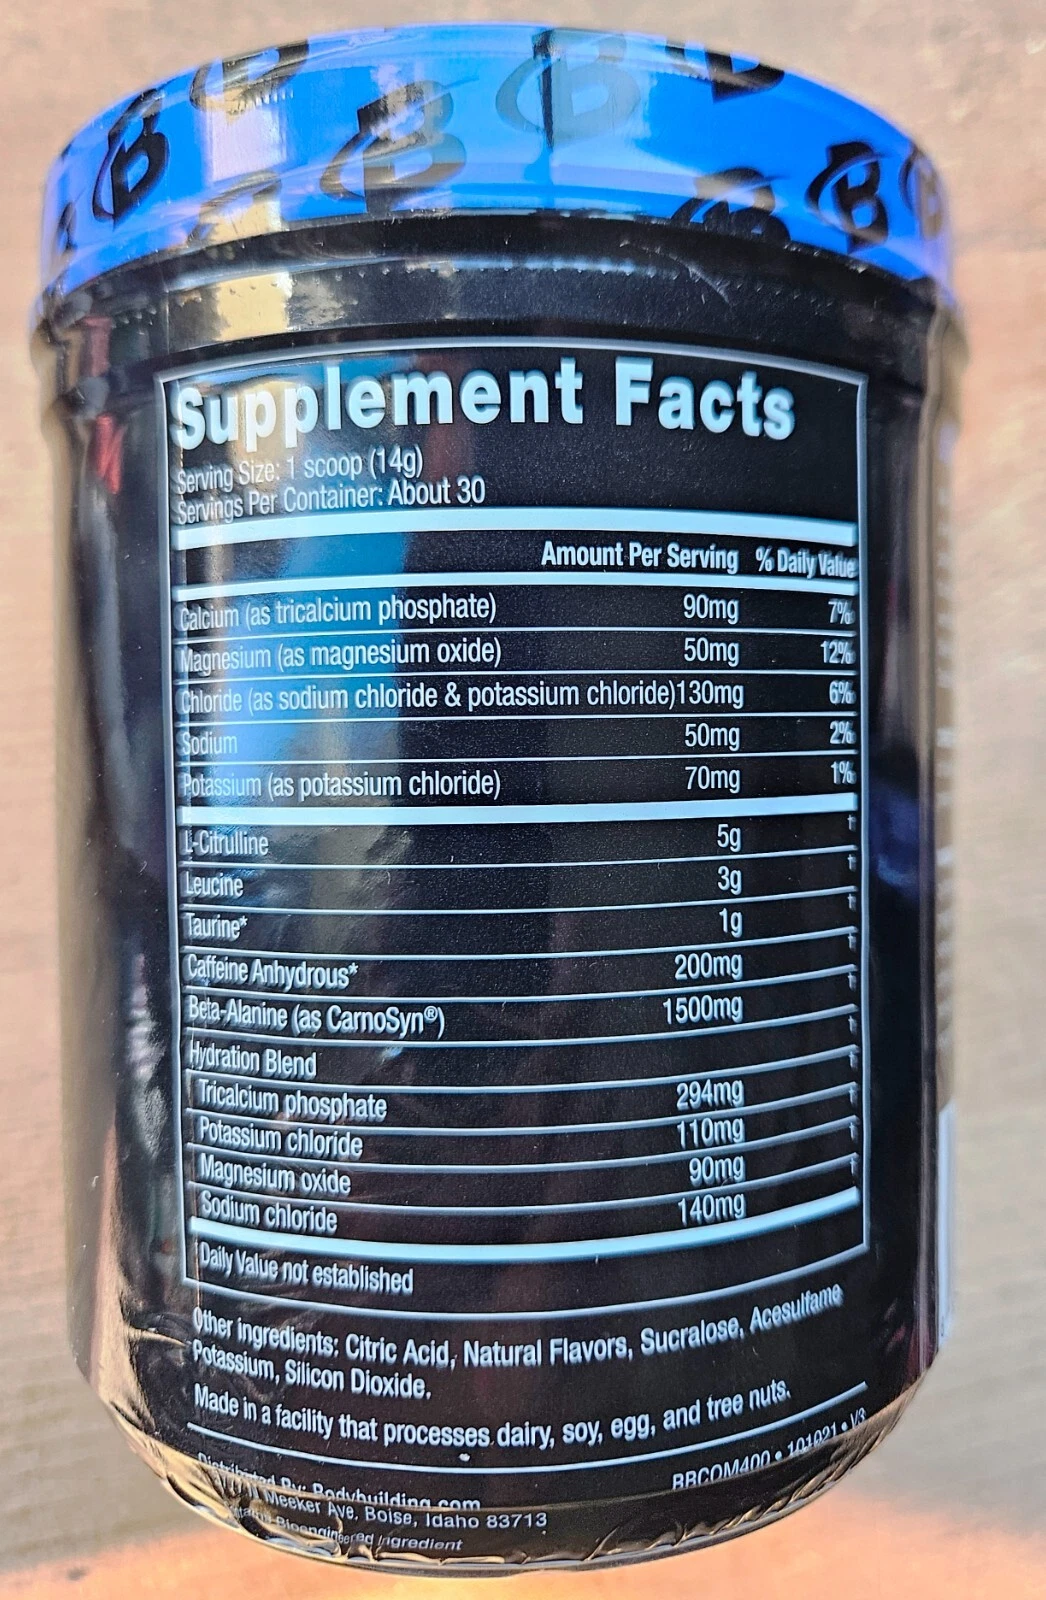 Supplement Facts
Serving Size: 1 scoop (14g)
Servings Per Container: About 30
Amount Per Serving % Daily Value
Calcium (as tricalcium phosphate) 90mg 7%
Magnesium (as magnesium oxide) 50mg 12%
Chloride (as sodium chloride & potassium chloride) 130mg 6%
Sodium 50mg 2%
Potassium (as potassium chloride) 70mg 1%
L-Citrulline 5g †
Leucine 3g †
Taurine* 1g †
Caffeine Anhydrous* 200mg †
Beta-Alanine (as CarnoSyn®) 1500mg †
Hydration Blend †
Tricalcium phosphate 294mg †
Potassium chloride 110mg †
Magnesium oxide 90mg †
Sodium chloride 140mg †
†Daily Value not established
Other ingredients: Citric Acid, Natural Flavors, Sucralose, Acesulfame
Potassium, Silicon Dioxide.
Made in a facility that processes dairy, soy, egg, and tree nuts.
BBCOM400 • 101021 • V3
Distributed By: Bodybuilding.com
Meeker Ave, Boise, Idaho 83713
Bioengineered Ingredient